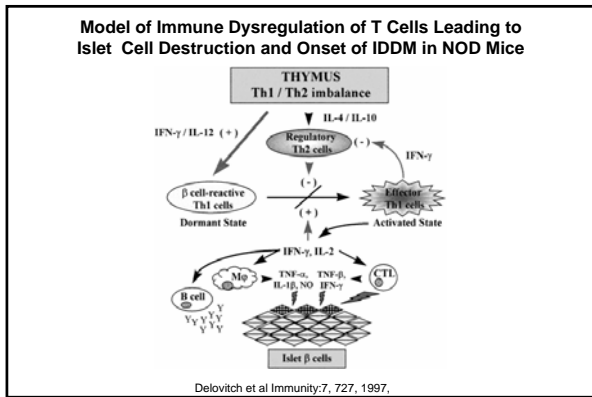 Model of Immune Dysregulation of T Cells Leading to
Islet Cell Destruction and Onset of IDDM in NOD Mice
THYMUS
Th1 / Th2 imbalance
IL-4 / IL-10
IFN-γ / IL-12 (+)
Regulatory
Th2 cells
(-)
IFN-γ
(-)
β cell-reactive
Th1 cells
Effector
Th1 cells
(+)
Dormant State
Activated State
IFN-γ, IL-2
Mφ
TNF-α,
IL-1β, NO
TNF-β,
IFN-γ
CTL
B cell
Y Y Y
Y Y Y
Y Y
Islet β cells
Delovitch et al Immunity:7, 727, 1997,